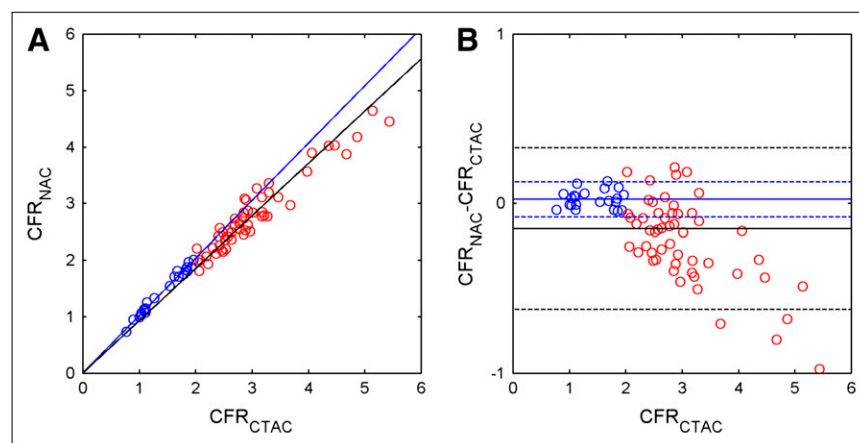 A
6
5
4
3
2
1
0
CFR_NAC
0 1 2 3 4 5 6
CFR_CTAC
B
1
0
-1
CFR_NAC-CFR_CTAC
0 1 2 3 4 5 6
CFR_CTAC